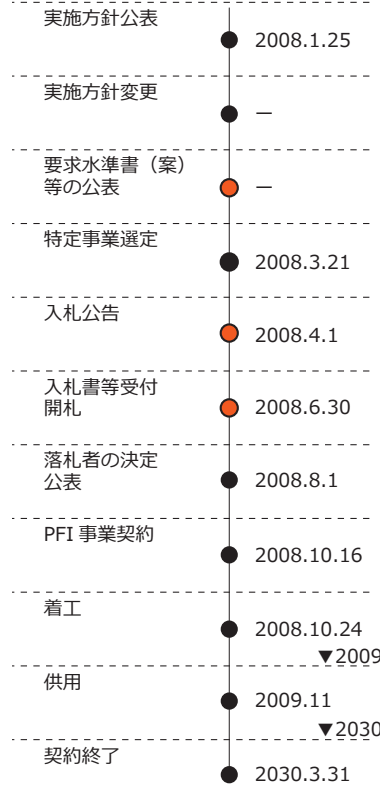 実施方針公表
2008.1.25
実施方針変更
—
要求水準書（案）
等の公表
—
特定事業選定
2008.3.21
入札公告
2008.4.1
入札書等受付
開札
2008.6.30
落札者の決定
公表
2008.8.1
PFI 事業契約
2008.10.16
着工
2008.10.24
▼2009
供用
2009.11
▼2030
契約終了
2030.3.31